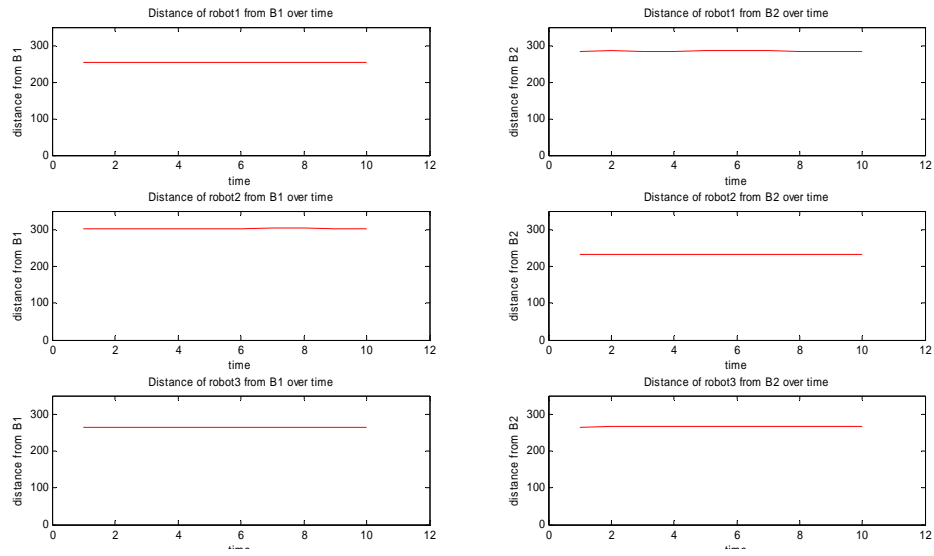 Distance of robot1 from B1 over time
distance from B1
300
200
100
0
0 2 4 6 8 10 12
time
Distance of robot1 from B2 over time
distance from B2
300
200
100
0
0 2 4 6 8 10 12
time
Distance of robot2 from B1 over time
distance from B1
300
200
100
0
0 2 4 6 8 10 12
time
Distance of robot2 from B2 over time
distance from B2
300
200
100
0
0 2 4 6 8 10 12
time
Distance of robot3 from B1 over time
distance from B1
300
200
100
0
0 2 4 6 8 10 12
time
Distance of robot3 from B2 over time
distance from B2
300
200
100
0
0 2 4 6 8 10 12
time